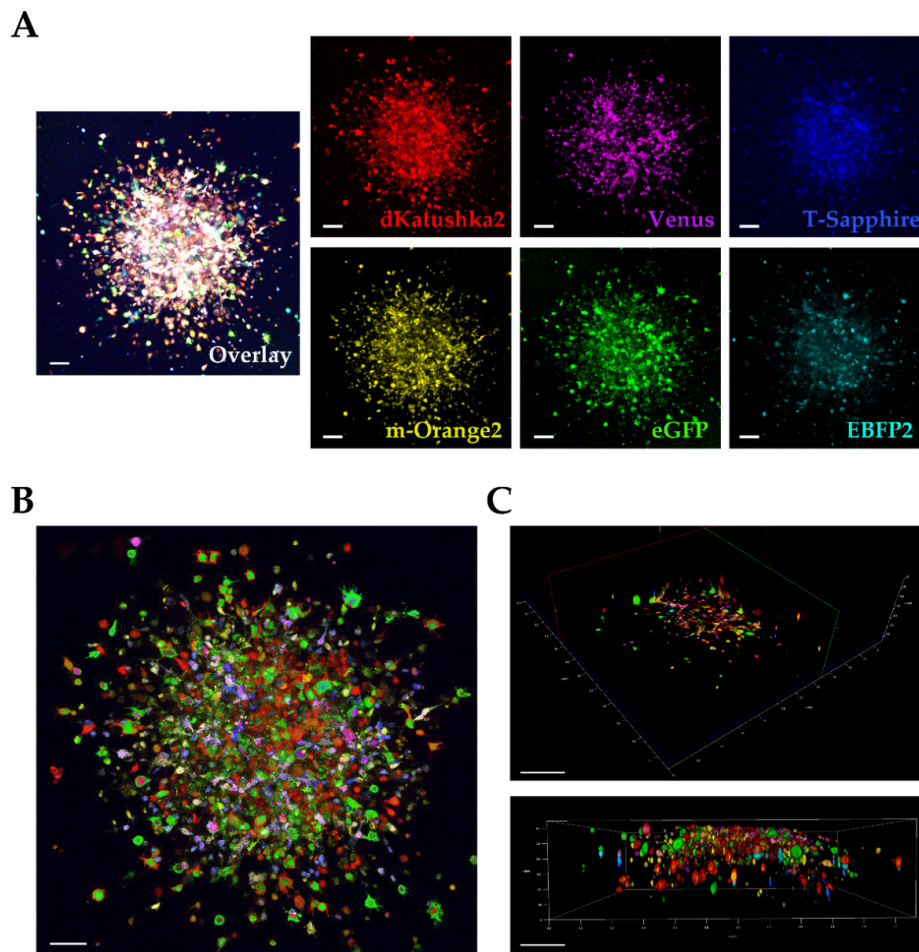 A
Overlay
dKatushka2
Venus
T-Sapphire
m-Orange2
eGFP
EBFP2
B
C